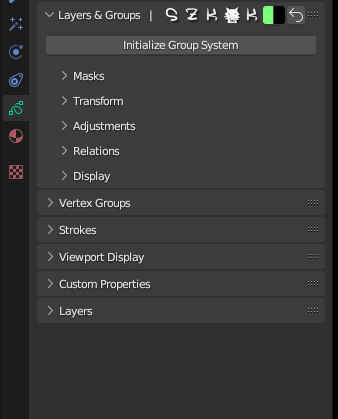 Layers & Groups |
Initialize Group System
Masks
Transform
Adjustments
Relations
Display
Vertex Groups
Strokes
Viewport Display
Custom Properties
Layers